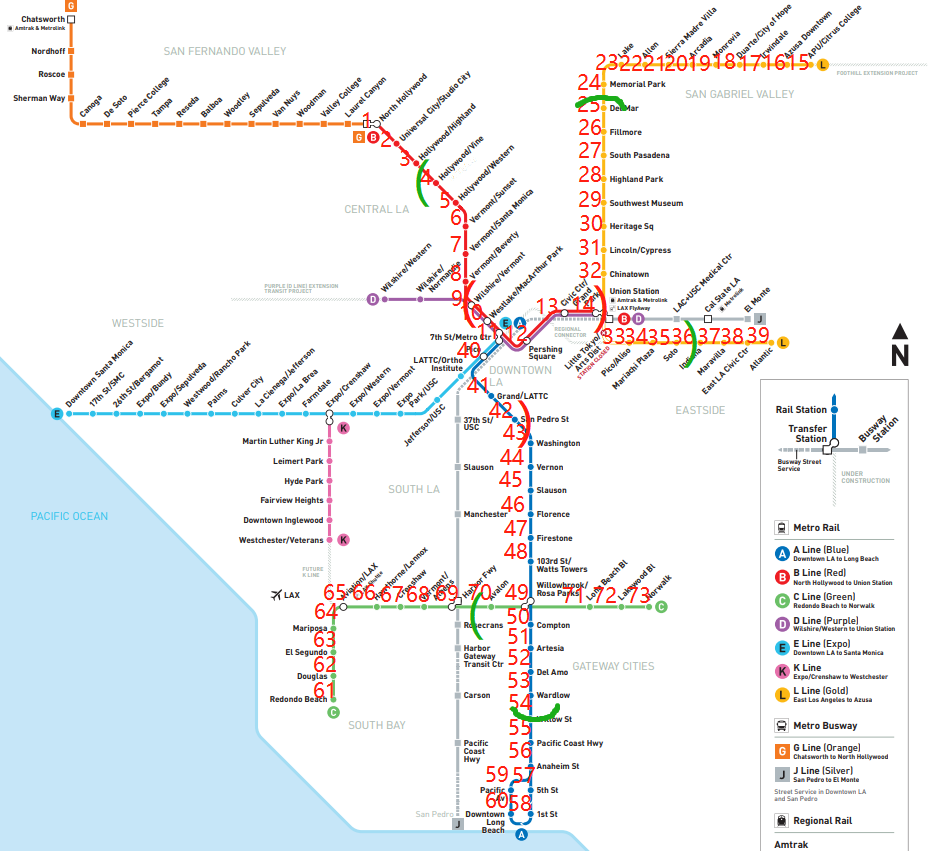 G
Chatsworth
Amtrak & Metrolink
Nordhoff
Roscoe
Sherman Way
SAN FERNANDO VALLEY
Canoga
De Soto
Pierce College
Tampa
Reseda
Balboa
Woodley
Sepulveda
Van Nuys
Woodman
Valley College
Laurel Canyon
1
North Hollywood
G
B
2
Universal City/Studio City
3
Hollywood/Highland
4
Hollywood/Vine
5
Hollywood/Western
CENTRAL LA
6
Vermont/Sunset
7
Vermont/Santa Monica
8
Vermont/Beverly
9
Wilshire/Vermont
10
Westlake/MacArthur Park
PURPLE (D LINE) EXTENSION
TRANSIT PROJECT
D
Wilshire/Western
Wilshire/
Normandie
E
A
7th St/Metro Ctr
12
Pershing
Square
13
Civic Ctr/
Grand
Park
14
REGIONAL
CONNECTOR
23
Lake
22
Allen
21
Sierra Madre Villa
20
Arcadia
19
Monrovia
18
Duarte/City of Hope
17
Irwindale
16
Azusa Downtown
15
APU/Citrus College
L
FOOTHILL EXTENSION PROJECT
SAN GABRIEL VALLEY
24
Memorial Park
25
Del Mar
26
Fillmore
27
South Pasadena
28
Highland Park
29
Southwest Museum
30
Heritage Sq
31
Lincoln/Cypress
32
Chinatown
Union Station
Amtrak & Metrolink
LAX FlyAway
B
D
LAC+USC Medical Ctr
Cal State LA
Metrolink
El Monte
J
Little Tokyo/
Arts Dist
STATION CLOSED
33
Pico/Aliso
34
Mariachi Plaza
35
Soto
36
Indiana
37
Maravilla
38
East LA Civic Ctr
39
Atlantic
L
N
WESTSIDE
E
Downtown Santa Monica
17th St/SMC
26th St/Bergamot
Expo/Bundy
Expo/Sepulveda
Westwood/Rancho Park
Palms
Culver City
La Cienega/Jefferson
Expo/La Brea
Farmdale
Expo/Crenshaw
Expo/Western
Expo/Vermont
Expo
Park/USC
Jefferson/USC
LATTC/Ortho
Institute
40
Pico
DOWNTOWN
LA
41
Grand/LATTC
42
San Pedro St
43
Washington
EASTSIDE
K
Martin Luther King Jr
Leimert Park
Hyde Park
Fairview Heights
Downtown Inglewood
Westchester/Veterans
K
SOUTH LA
37th St/
USC
Slauson
Manchester
44
Vernon
45
Slauson
46
Florence
47
Firestone
48
103rd St/
Watts Towers
PACIFIC OCEAN
FUTURE
K LINE
LAX
65
Aviation/LAX
66
Hawthorne/Lennox
67
Crenshaw
68
Vermont/
Athens
69
Harbor Fwy
70
Avalon
49
Willowbrook/
Rosa Parks
71
Long Beach Bl
72
Lakewood Bl
73
Norwalk
C
64
Mariposa
63
El Segundo
62
Douglas
61
Redondo Beach
C
SOUTH BAY
Rosecrans
Harbor
Gateway
Transit Ctr
Carson
Pacific
Coast
Hwy
San Pedro
J
50
Compton
51
Artesia
52
Del Amo
53
Wardlow
54
Willow St
55
Pacific Coast Hwy
56
Anaheim St
57
5th St
58
1st St
59
Pacific
Av
60
Downtown
Long
Beach
A
GATEWAY CITIES
Rail Station
Transfer
Station
Busway
Station
Busway Street
Service
UNDER
CONSTRUCTION
Metro Rail
A
A Line (Blue)
Downtown LA to Long Beach
B
B Line (Red)
North Hollywood to Union Station
C
C Line (Green)
Redondo Beach to Norwalk
D
D Line (Purple)
Wilshire/Western to Union Station
E
E Line (Expo)
Downtown LA to Santa Monica
K
K Line
Expo/Crenshaw to Westchester
L
L Line (Gold)
East Los Angeles to Azusa
Metro Busway
G
G Line (Orange)
Chatsworth to North Hollywood
J
J Line (Silver)
San Pedro to El Monte
Street Service in Downtown LA
and San Pedro
Regional Rail
Amtrak